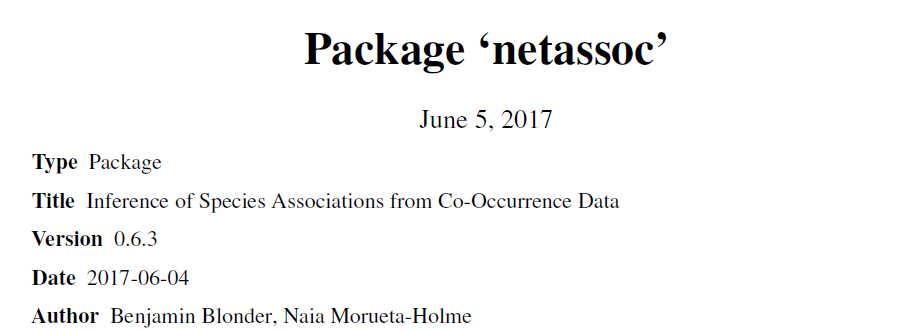 Package ‘netassoc’
June 5, 2017
Type Package
Title Inference of Species Associations from Co-Occurrence Data
Version 0.6.3
Date 2017-06-04
Author Benjamin Blonder, Naia Morueta-Holme